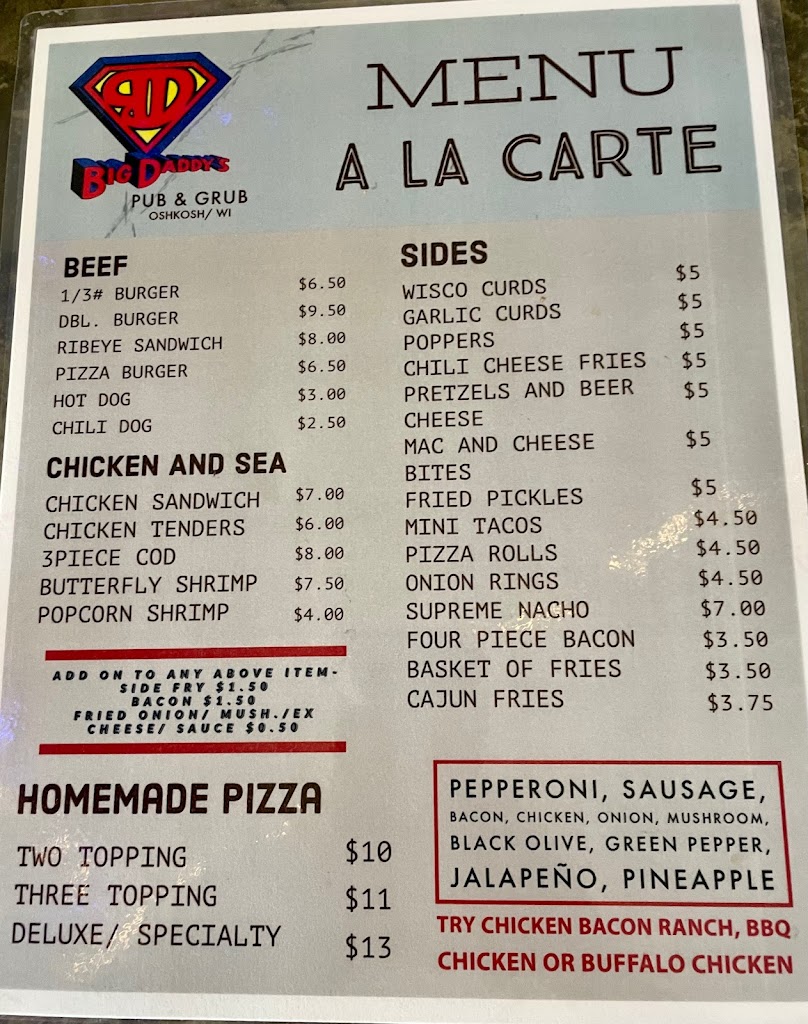 BD
BIG DADDY'S
PUB & GRUB
OSHKOSH/ WI
MENU
A LA CARTE
BEEF
1/3# BURGER $6.50
DBL. BURGER $9.50
RIBEYE SANDWICH $8.00
PIZZA BURGER $6.50
HOT DOG $3.00
CHILI DOG $2.50
CHICKEN AND SEA
CHICKEN SANDWICH $7.00
CHICKEN TENDERS $6.00
3PIECE COD $8.00
BUTTERFLY SHRIMP $7.50
POPCORN SHRIMP $4.00
ADD ON TO ANY ABOVE ITEM-
SIDE FRY $1.50
BACON $1.50
FRIED ONION/ MUSH./EX
CHEESE/ SAUCE $0.50
HOMEMADE PIZZA
TWO TOPPING $10
THREE TOPPING $11
DELUXE/ SPECIALTY $13
SIDES
WISCO CURDS $5
GARLIC CURDS $5
POPPERS $5
CHILI CHEESE FRIES $5
PRETZELS AND BEER $5
CHEESE
MAC AND CHEESE $5
BITES
FRIED PICKLES $5
MINI TACOS $4.50
PIZZA ROLLS $4.50
ONION RINGS $4.50
SUPREME NACHO $7.00
FOUR PIECE BACON $3.50
BASKET OF FRIES $3.50
CAJUN FRIES $3.75
PEPPERONI, SAUSAGE,
BACON, CHICKEN, ONION, MUSHROOM,
BLACK OLIVE, GREEN PEPPER,
JALAPEÑO, PINEAPPLE
TRY CHICKEN BACON RANCH, BBQ
CHICKEN OR BUFFALO CHICKEN